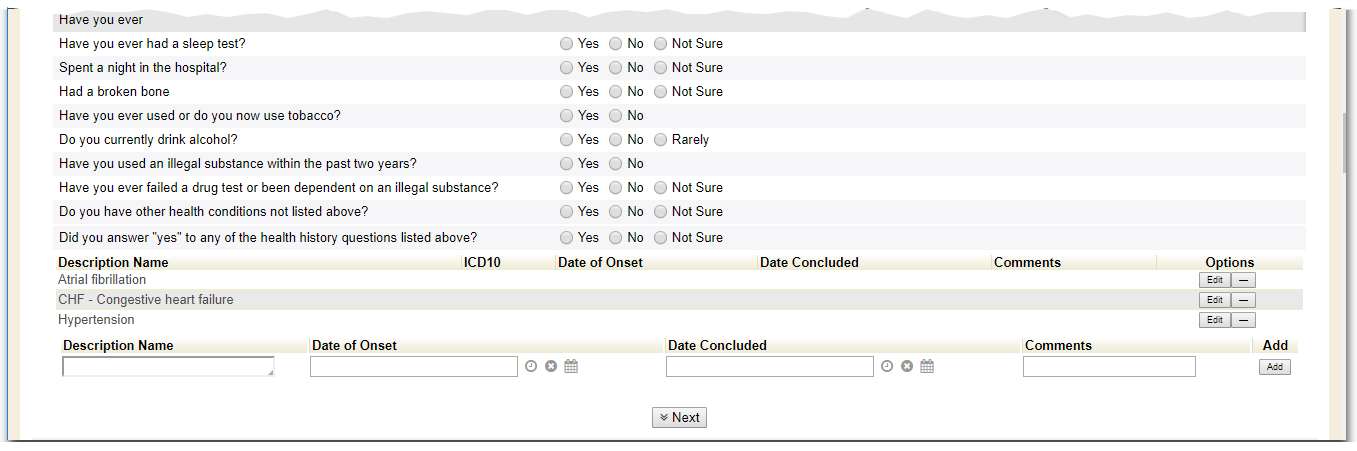 Have you ever
Have you ever had a sleep test? Yes No Not Sure
Spent a night in the hospital? Yes No Not Sure
Had a broken bone Yes No Not Sure
Have you ever used or do you now use tobacco? Yes No
Do you currently drink alcohol? Yes No Rarely
Have you used an illegal substance within the past two years? Yes No
Have you ever failed a drug test or been dependent on an illegal substance? Yes No Not Sure
Do you have other health conditions not listed above? Yes No Not Sure
Did you answer "yes" to any of the health history questions listed above? Yes No Not Sure
Description Name ICD10 Date of Onset Date Concluded Comments Options
Atrial fibrillation Edit —
CHF - Congestive heart failure Edit —
Hypertension Edit —
Description Name Date of Onset Date Concluded Comments Add
Add
Next